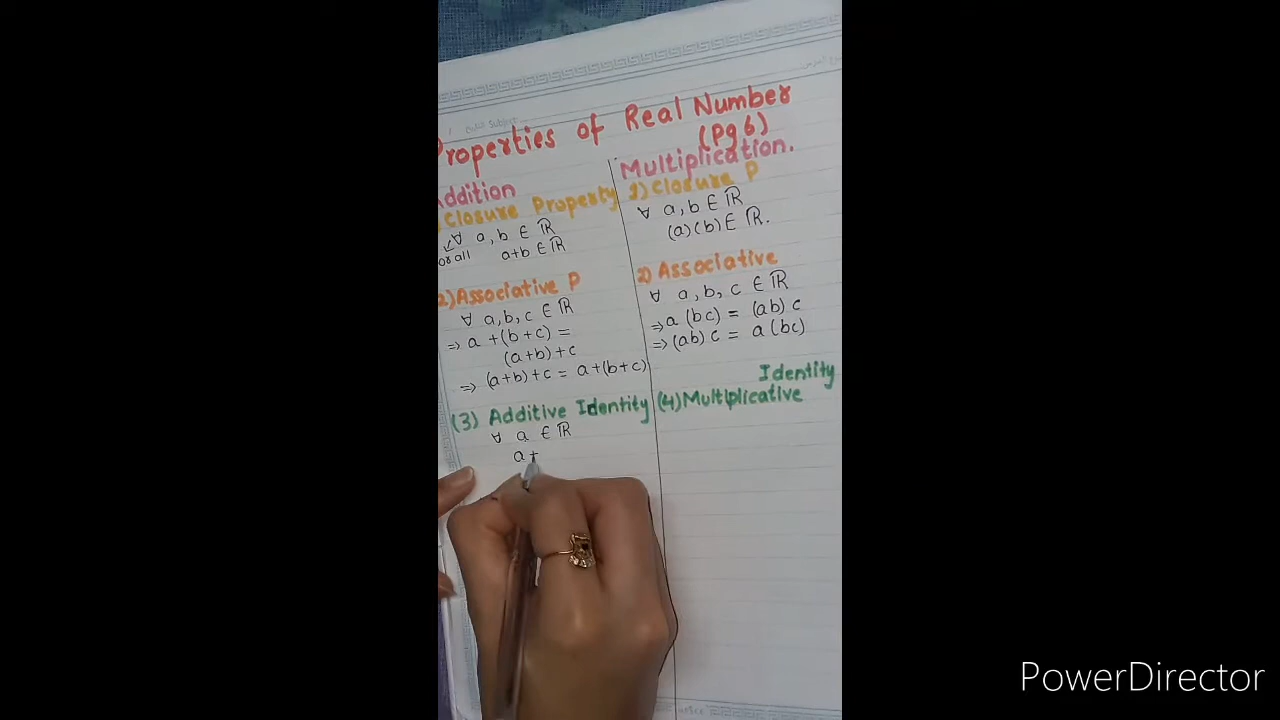 Properties of Real Number
(Pg 6)
Addition
Closure Property
∀ a, b ∈ ℝ
for all a+b ∈ ℝ
2) Associative P
∀ a, b, c ∈ ℝ
⇒ a + (b+c) =
(a+b) + c
⇒ (a+b)+c = a+(b+c)
(3) Additive Identity
∀ a ∈ ℝ
a +
Multiplication.
1) Closure P
∀ a, b ∈ ℝ
(a)(b) ∈ ℝ.
2) Associative
∀ a, b, c ∈ ℝ
⇒ a (bc) = (ab) c
⇒ (ab) c = a (bc)
Identity
(4) Multiplicative
PowerDirector